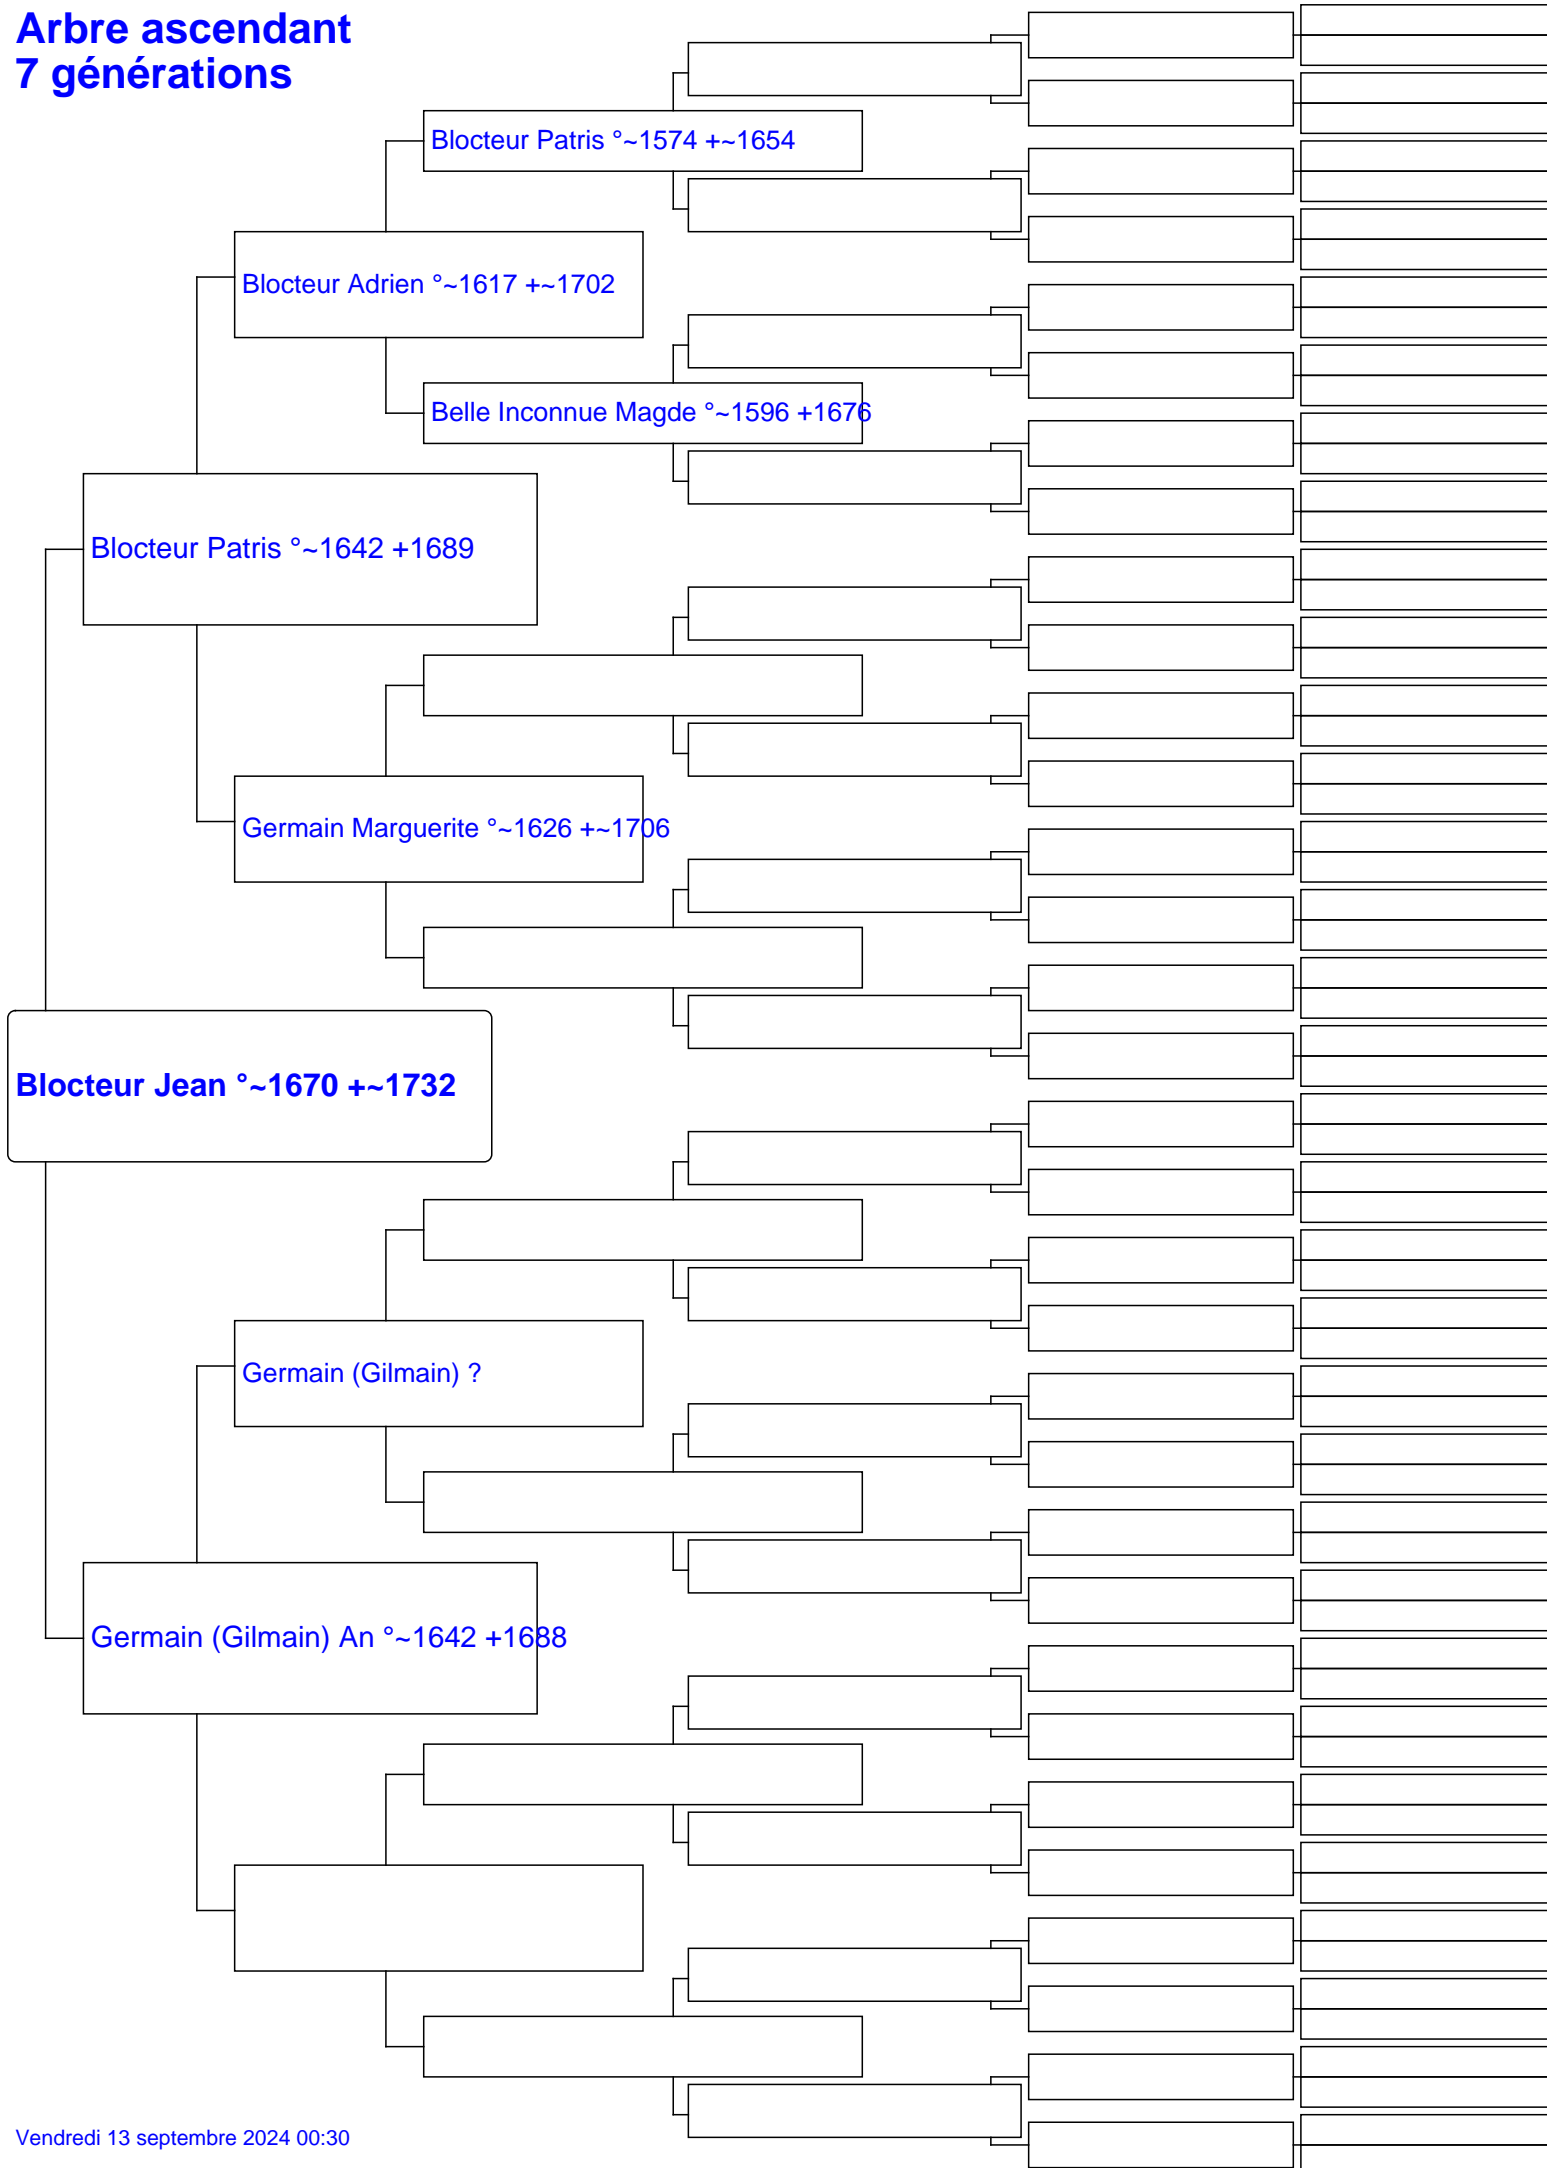 Arbre ascendant
7 générations
Blocteur Patris °~1574 +~1654
Blocteur Adrien °~1617 +~1702
Belle Inconnue Magde °~1596 +1676
Blocteur Patris °~1642 +1689
Germain Marguerite °~1626 +~1706
Blocteur Jean °~1670 +~1732
Germain (Gilmain) ?
Germain (Gilmain) An °~1642 +1688
Vendredi 13 septembre 2024 00:30